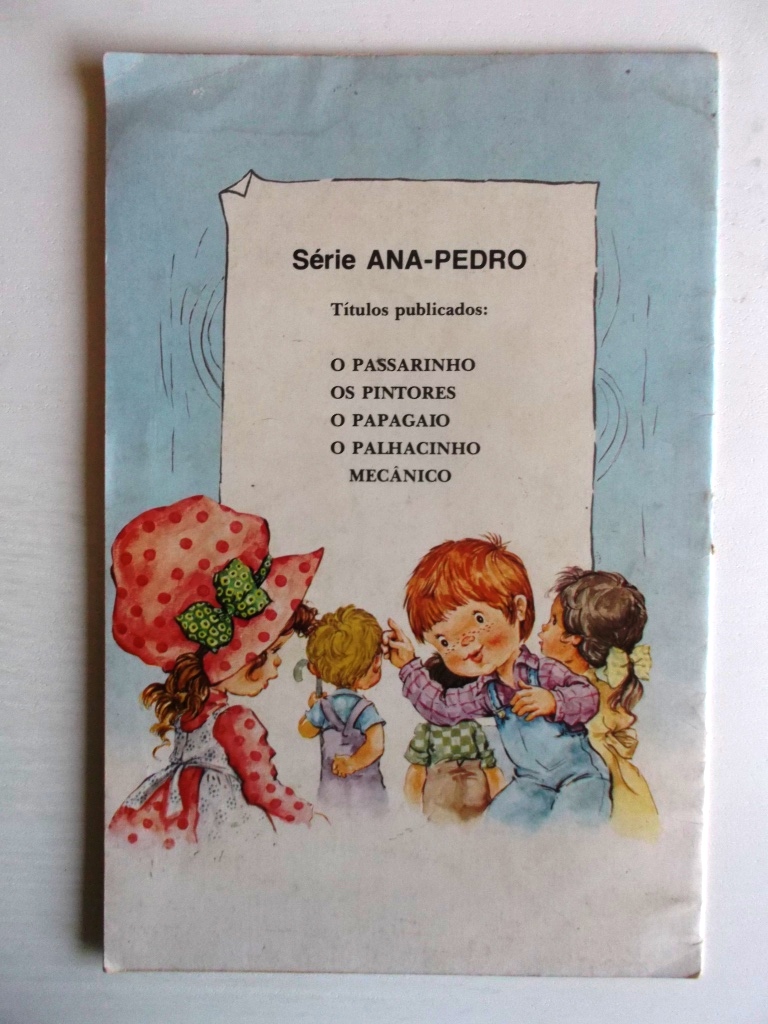 Série ANA-PEDRO
Títulos publicados:
O PASSARINHO
OS PINTORES
O PAPAGAIO
O PALHACINHO
MECÂNICO